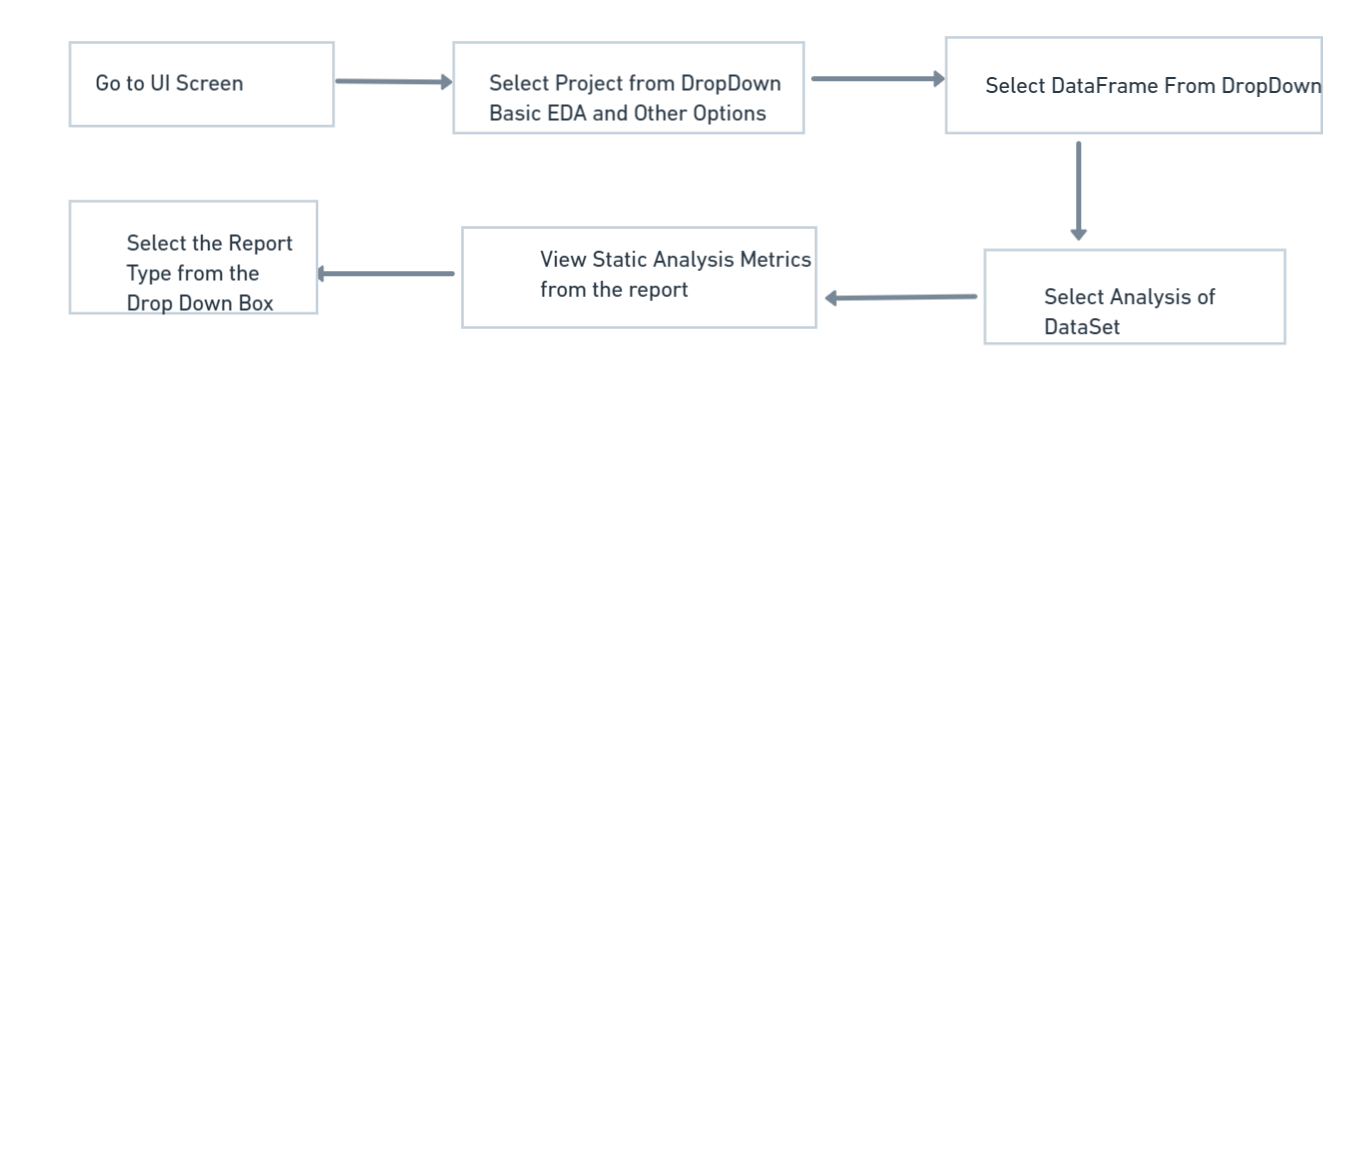 Go to UI Screen
Select Project from DropDown
Basic EDA and Other Options
Select DataFrame From DropDown
Select Analysis of
DataSet
View Static Analysis Metrics
from the report
Select the Report
Type from the
Drop Down Box